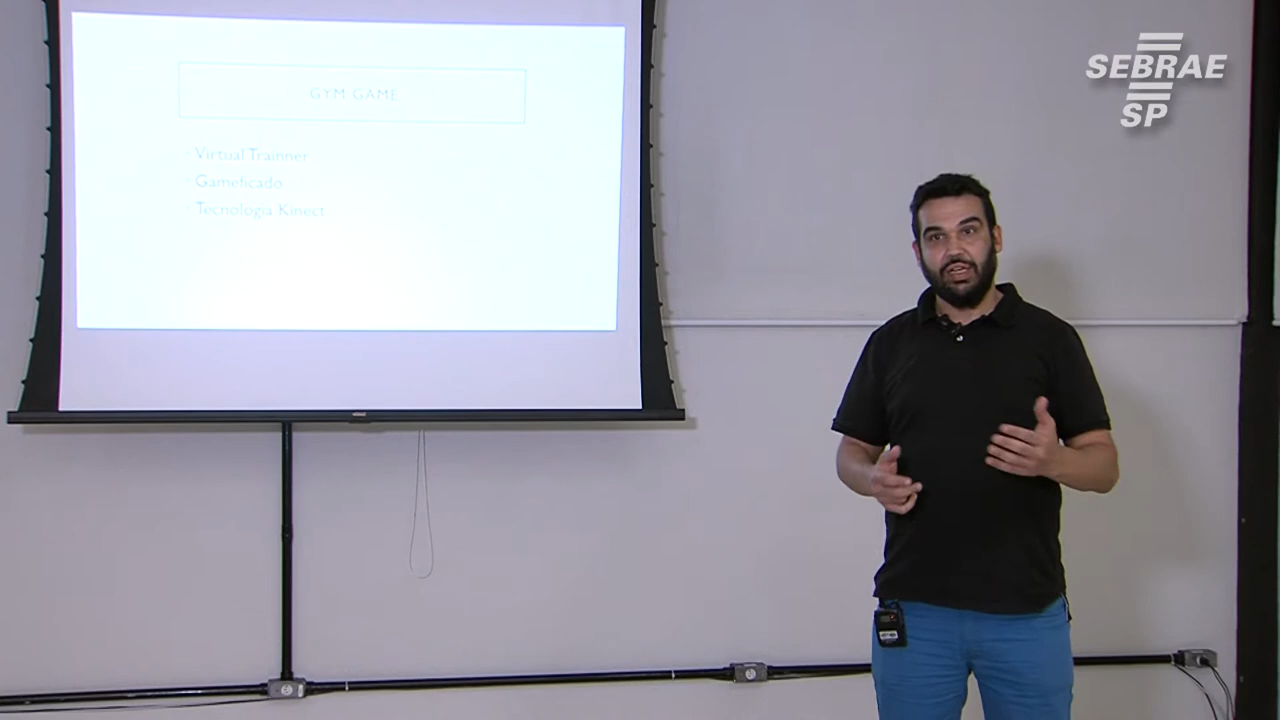 GYM GAME
· Virtual Trainner
· Gameficado
· Tecnologia Kinect
SEBRAE
SP